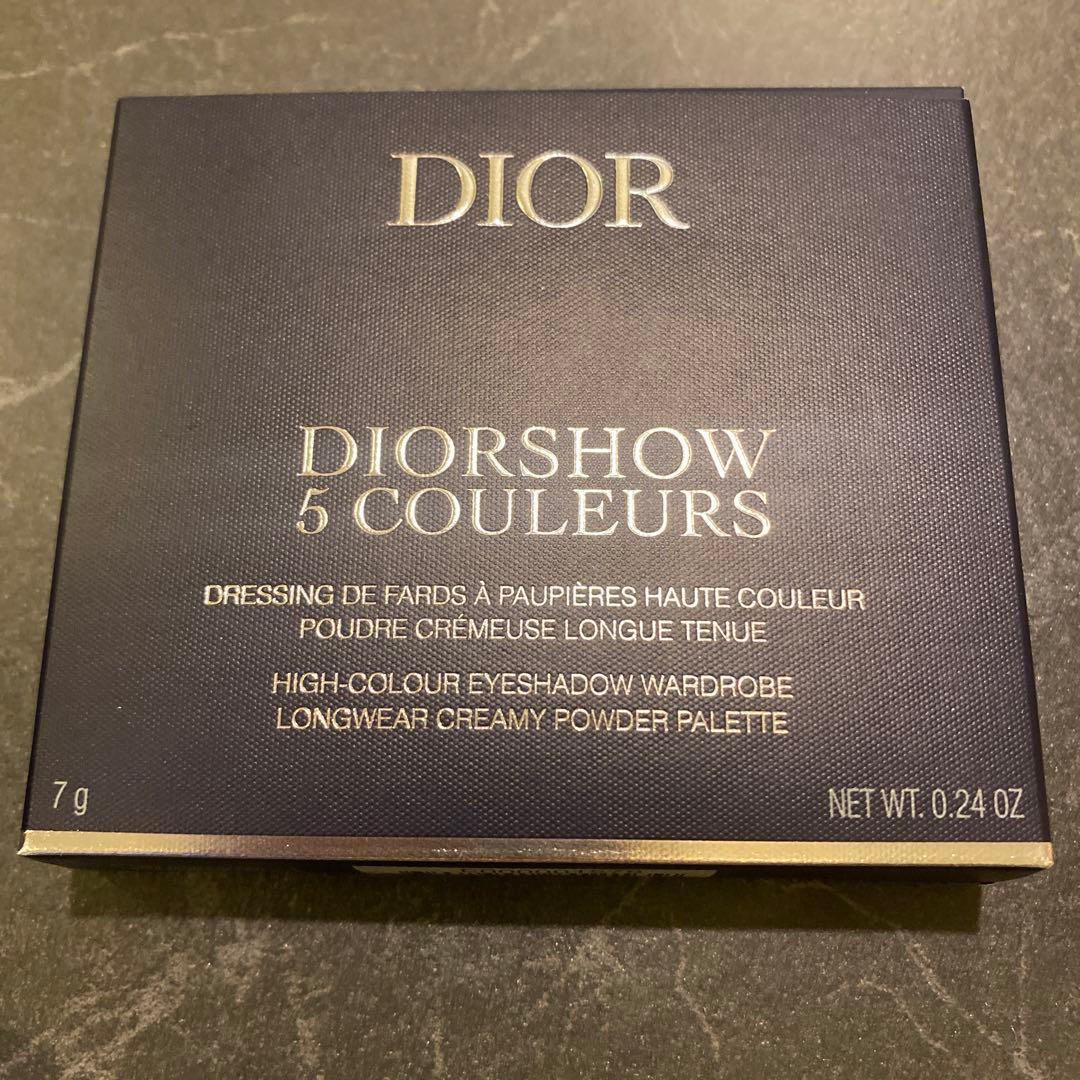 DIOR
DIORSHOW
5 COULEURS
DRESSING DE FARDS À PAUPIÈRES HAUTE COULEUR
POUDRE CRÉMEUSE LONGUE TENUE
HIGH-COLOUR EYESHADOW WARDROBE
LONGWEAR CREAMY POWDER PALETTE
7 g
NET WT. 0.24 OZ